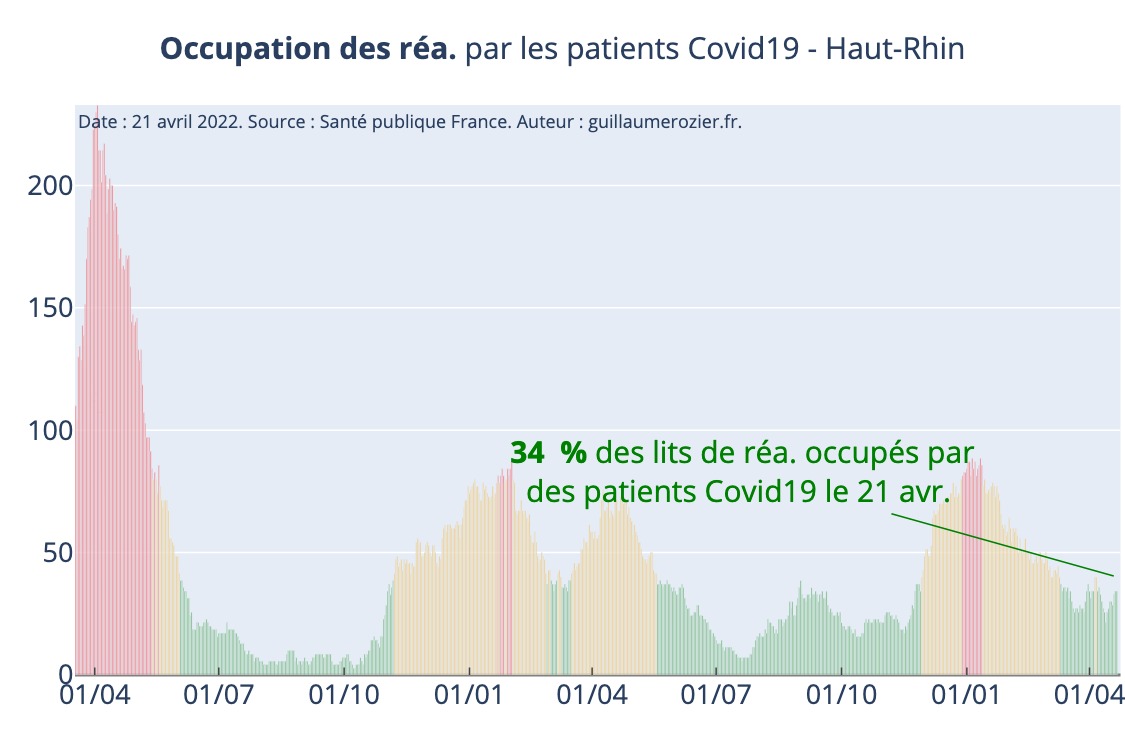 Occupation des réa. par les patients Covid19 - Haut-Rhin
Date : 21 avril 2022. Source : Santé publique France. Auteur : guillaumerozier.fr.
200
150
100
34 % des lits de réa. occupés par
des patients Covid19 le 21 avr.
50
0
01/04 01/07 01/10 01/01 01/04 01/07 01/10 01/01 01/04